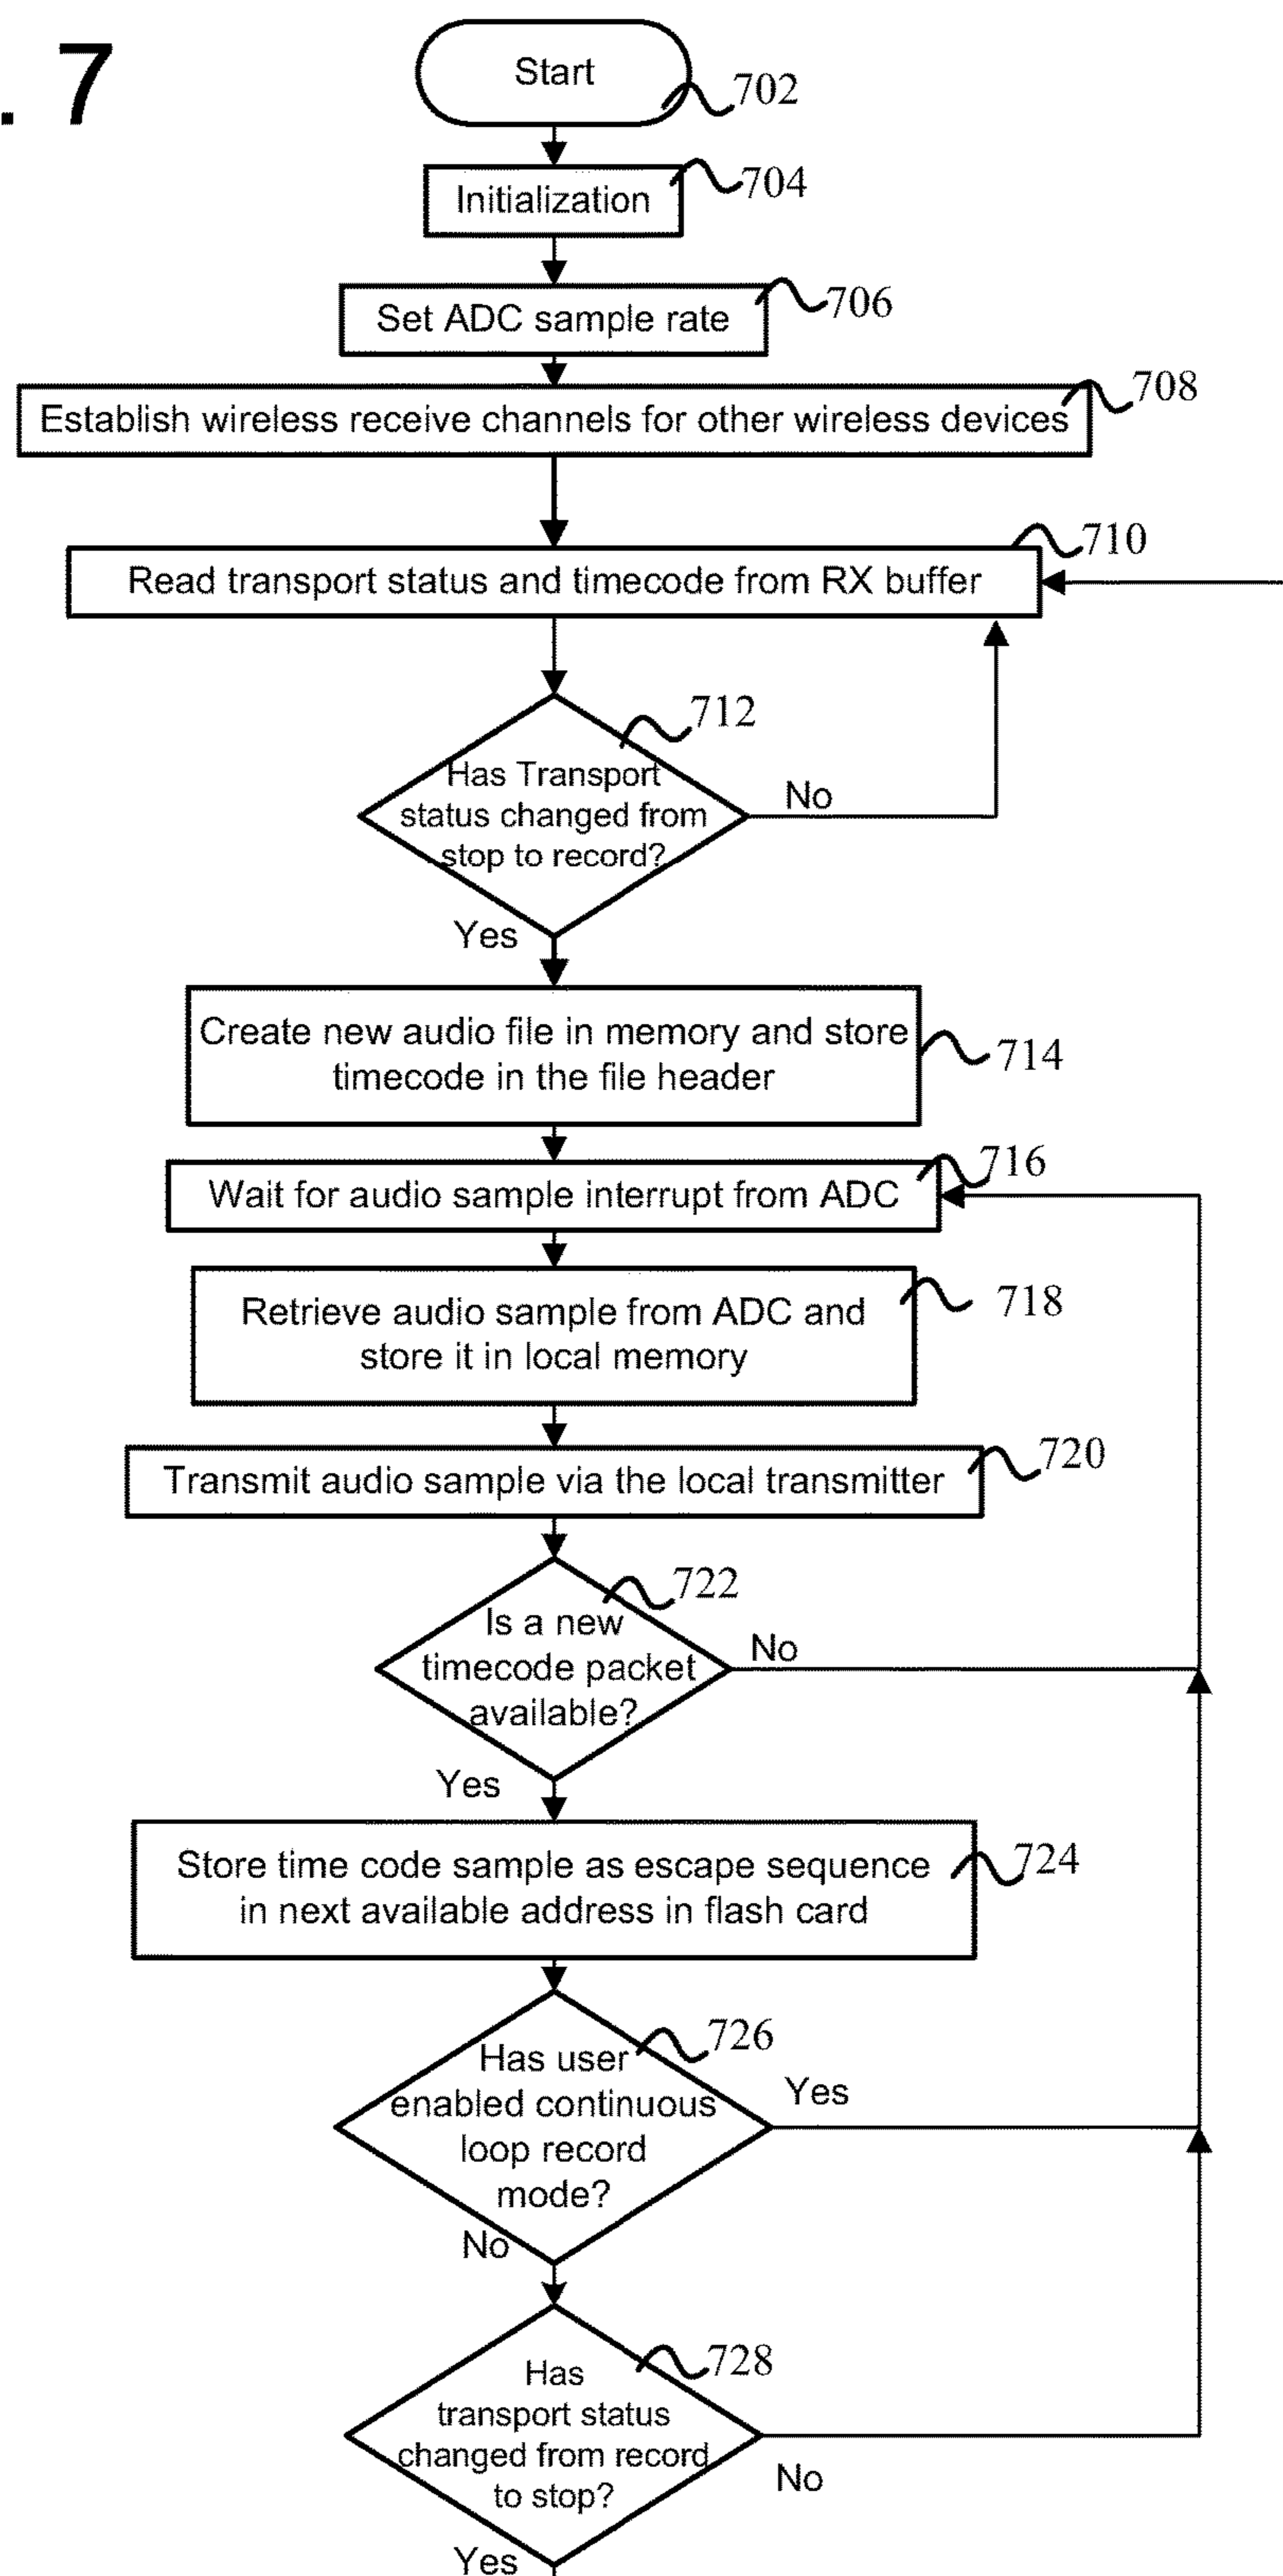 . 7
Start
702
Initialization
704
Set ADC sample rate
706
Establish wireless receive channels for other wireless devices
708
Read transport status and timecode from RX buffer
710
712
Has Transport
status changed from
stop to record?
No
Yes
Create new audio file in memory and store
timecode in the file header
714
Wait for audio sample interrupt from ADC
716
Retrieve audio sample from ADC and
store it in local memory
718
Transmit audio sample via the local transmitter
720
722
Is a new
timecode packet
available?
No
Yes
Store time code sample as escape sequence
in next available address in flash card
724
726
Has user
enabled continuous
loop record
mode?
Yes
No
728
Has
transport status
changed from record
to stop?
No
Yes